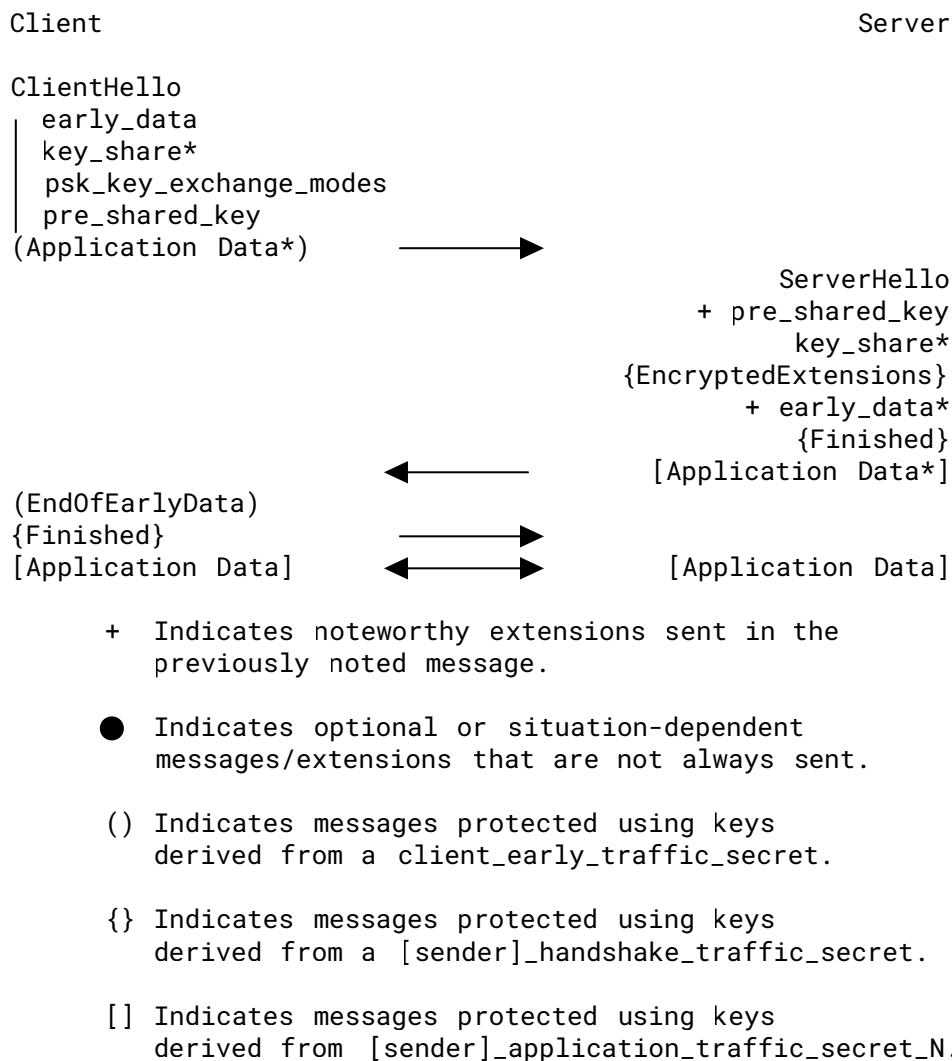 Client Server
ClientHello
early_data
key_share*
psk_key_exchange_modes
pre_shared_key
(Application Data*)
ServerHello
+ pre_shared_key
key_share*
{EncryptedExtensions}
+ early_data*
{Finished}
[Application Data*]
(EndOfEarlyData)
{Finished}
[Application Data] [Application Data]
+ Indicates noteworthy extensions sent in the
previously noted message.
● Indicates optional or situation-dependent
messages/extensions that are not always sent.
() Indicates messages protected using keys
derived from a client_early_traffic_secret.
{} Indicates messages protected using keys
derived from a [sender]_handshake_traffic_secret.
[] Indicates messages protected using keys
derived from [sender]_application_traffic_secret_N.